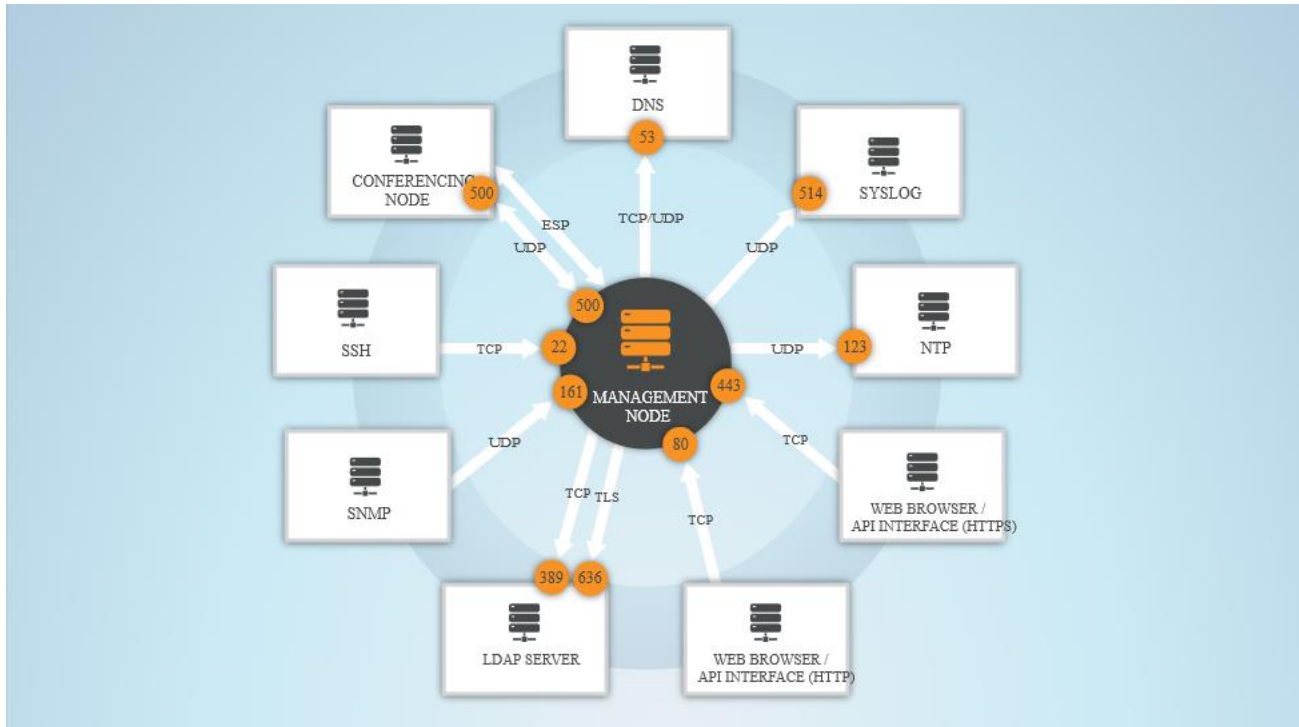 DNS
53
CONFERENCING
NODE
500
514
SYSLOG
ESP
UDP
TCP/UDP
UDP
500
SSH
TCP
22
UDP
123
NTP
161
MANAGEMENT
NODE
443
80
UDP
TCP
SNMP
TCP
TLS
TCP
WEB BROWSER /
API INTERFACE (HTTPS)
389
636
LDAP SERVER
WEB BROWSER /
API INTERFACE (HTTP)